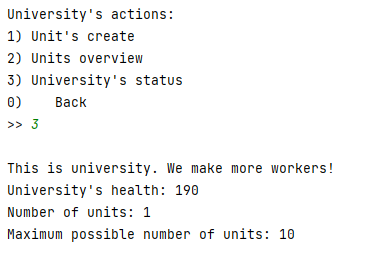 University's actions:
1) Unit's create
2) Units overview
3) University's status
0)    Back
>> 3

This is university. We make more workers!
University's health: 190
Number of units: 1
Maximum possible number of units: 10